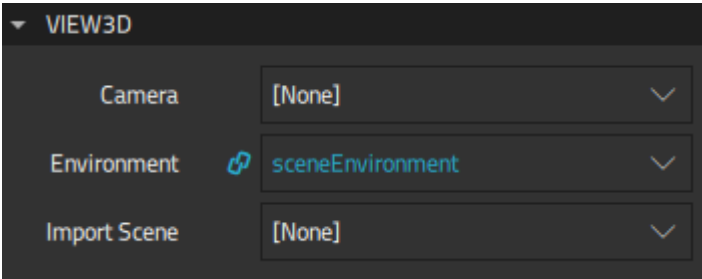 VIEW3D
Camera [None]
Environment sceneEnvironment
Import Scene [None]